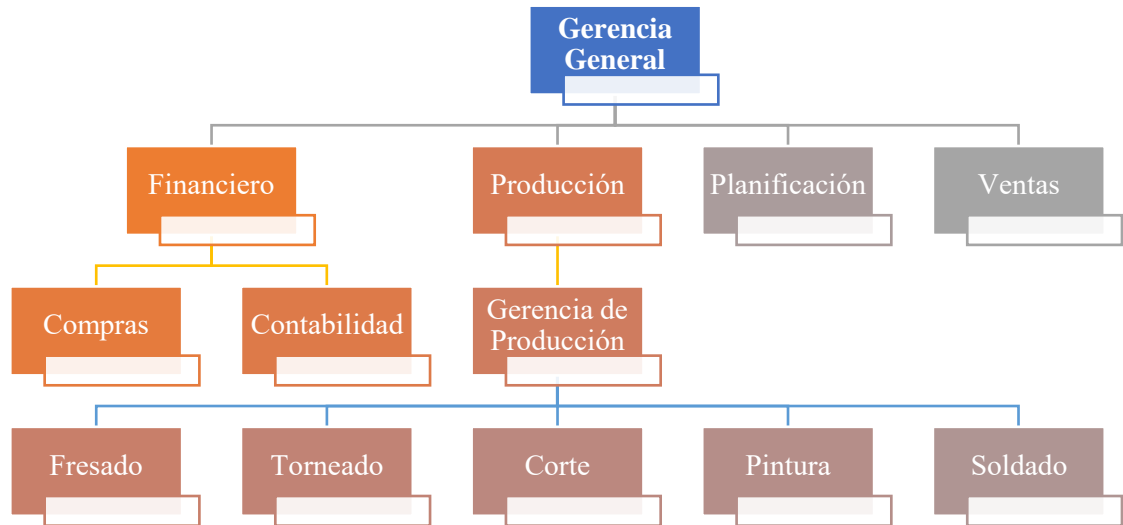 Gerencia
General
Financiero
Producción
Planificación
Ventas
Compras
Contabilidad
Gerencia de
Producción
Fresado
Torneado
Corte
Pintura
Soldado